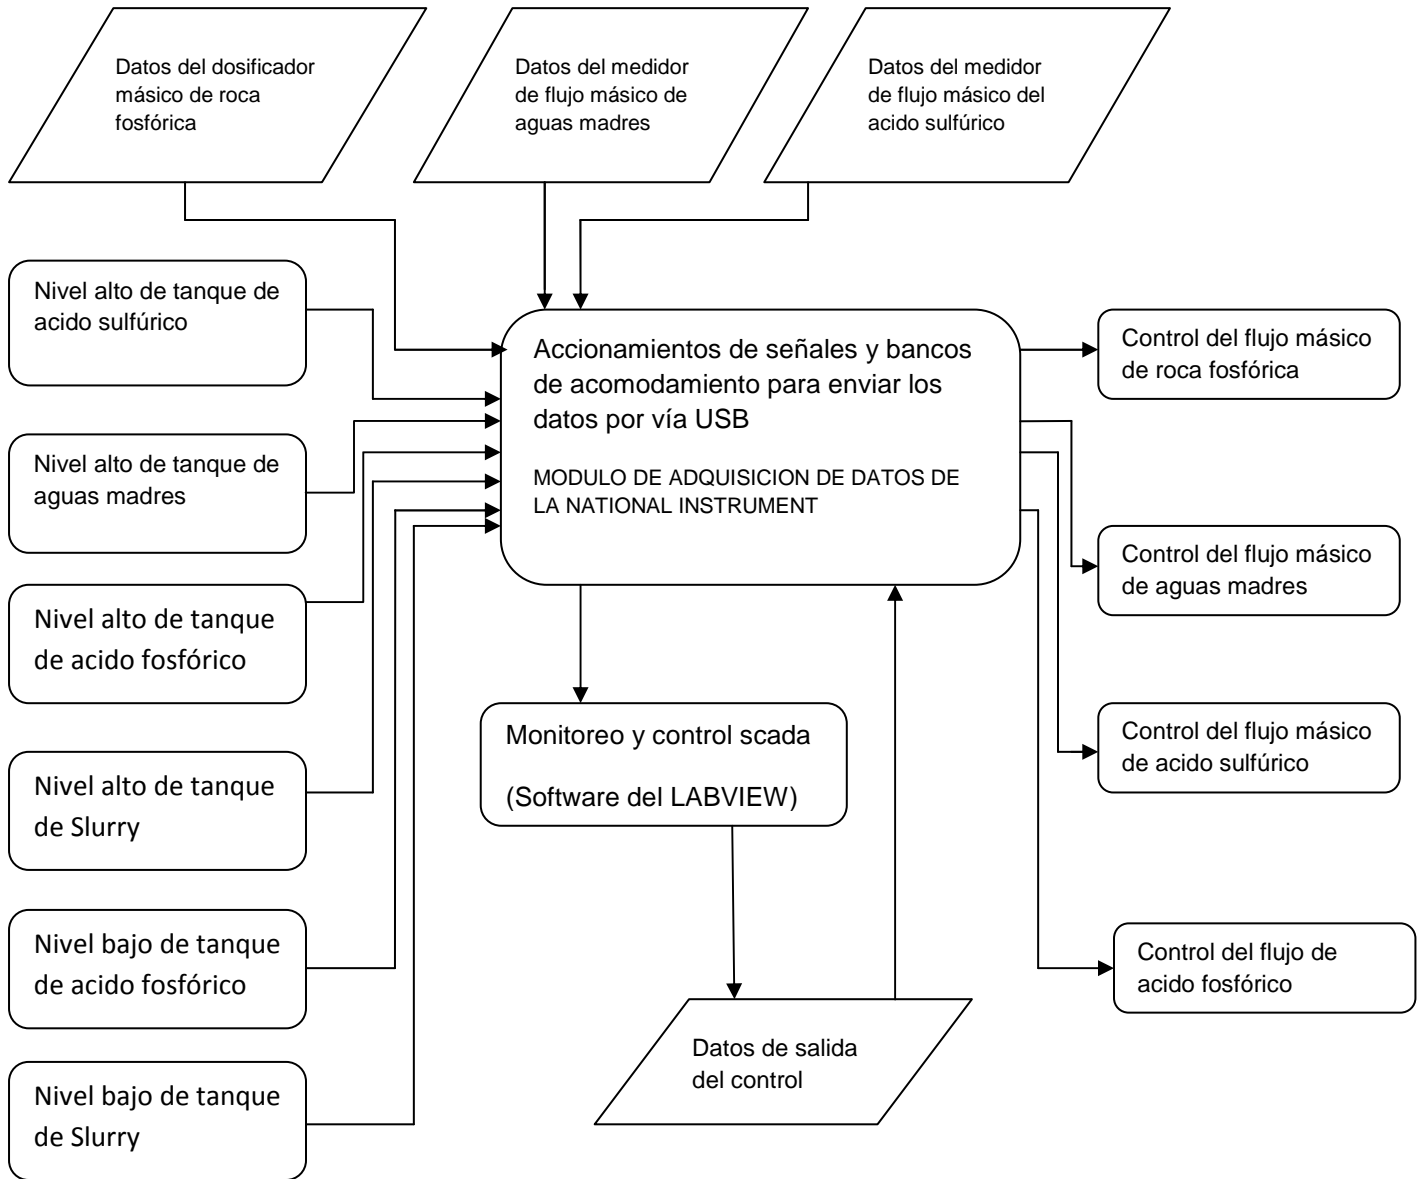 Datos del dosificador
másico de roca
fosfórica
Datos del medidor
de flujo másico de
aguas madres
Datos del medidor
de flujo másico del
acido sulfúrico
Nivel alto de tanque de
acido sulfúrico
Nivel alto de tanque de
aguas madres
Nivel alto de tanque
de acido fosfórico
Nivel alto de tanque
de Slurry
Nivel bajo de tanque
de acido fosfórico
Nivel bajo de tanque
de Slurry
Accionamientos de señales y bancos
de acomodamiento para enviar los
datos por vía USB
MODULO DE ADQUISICION DE DATOS DE
LA NATIONAL INSTRUMENT
Monitoreo y control scada
(Software del LABVIEW)
Datos de salida
del control
Control del flujo másico
de roca fosfórica
Control del flujo másico
de aguas madres
Control del flujo másico
de acido sulfúrico
Control del flujo de
acido fosfórico